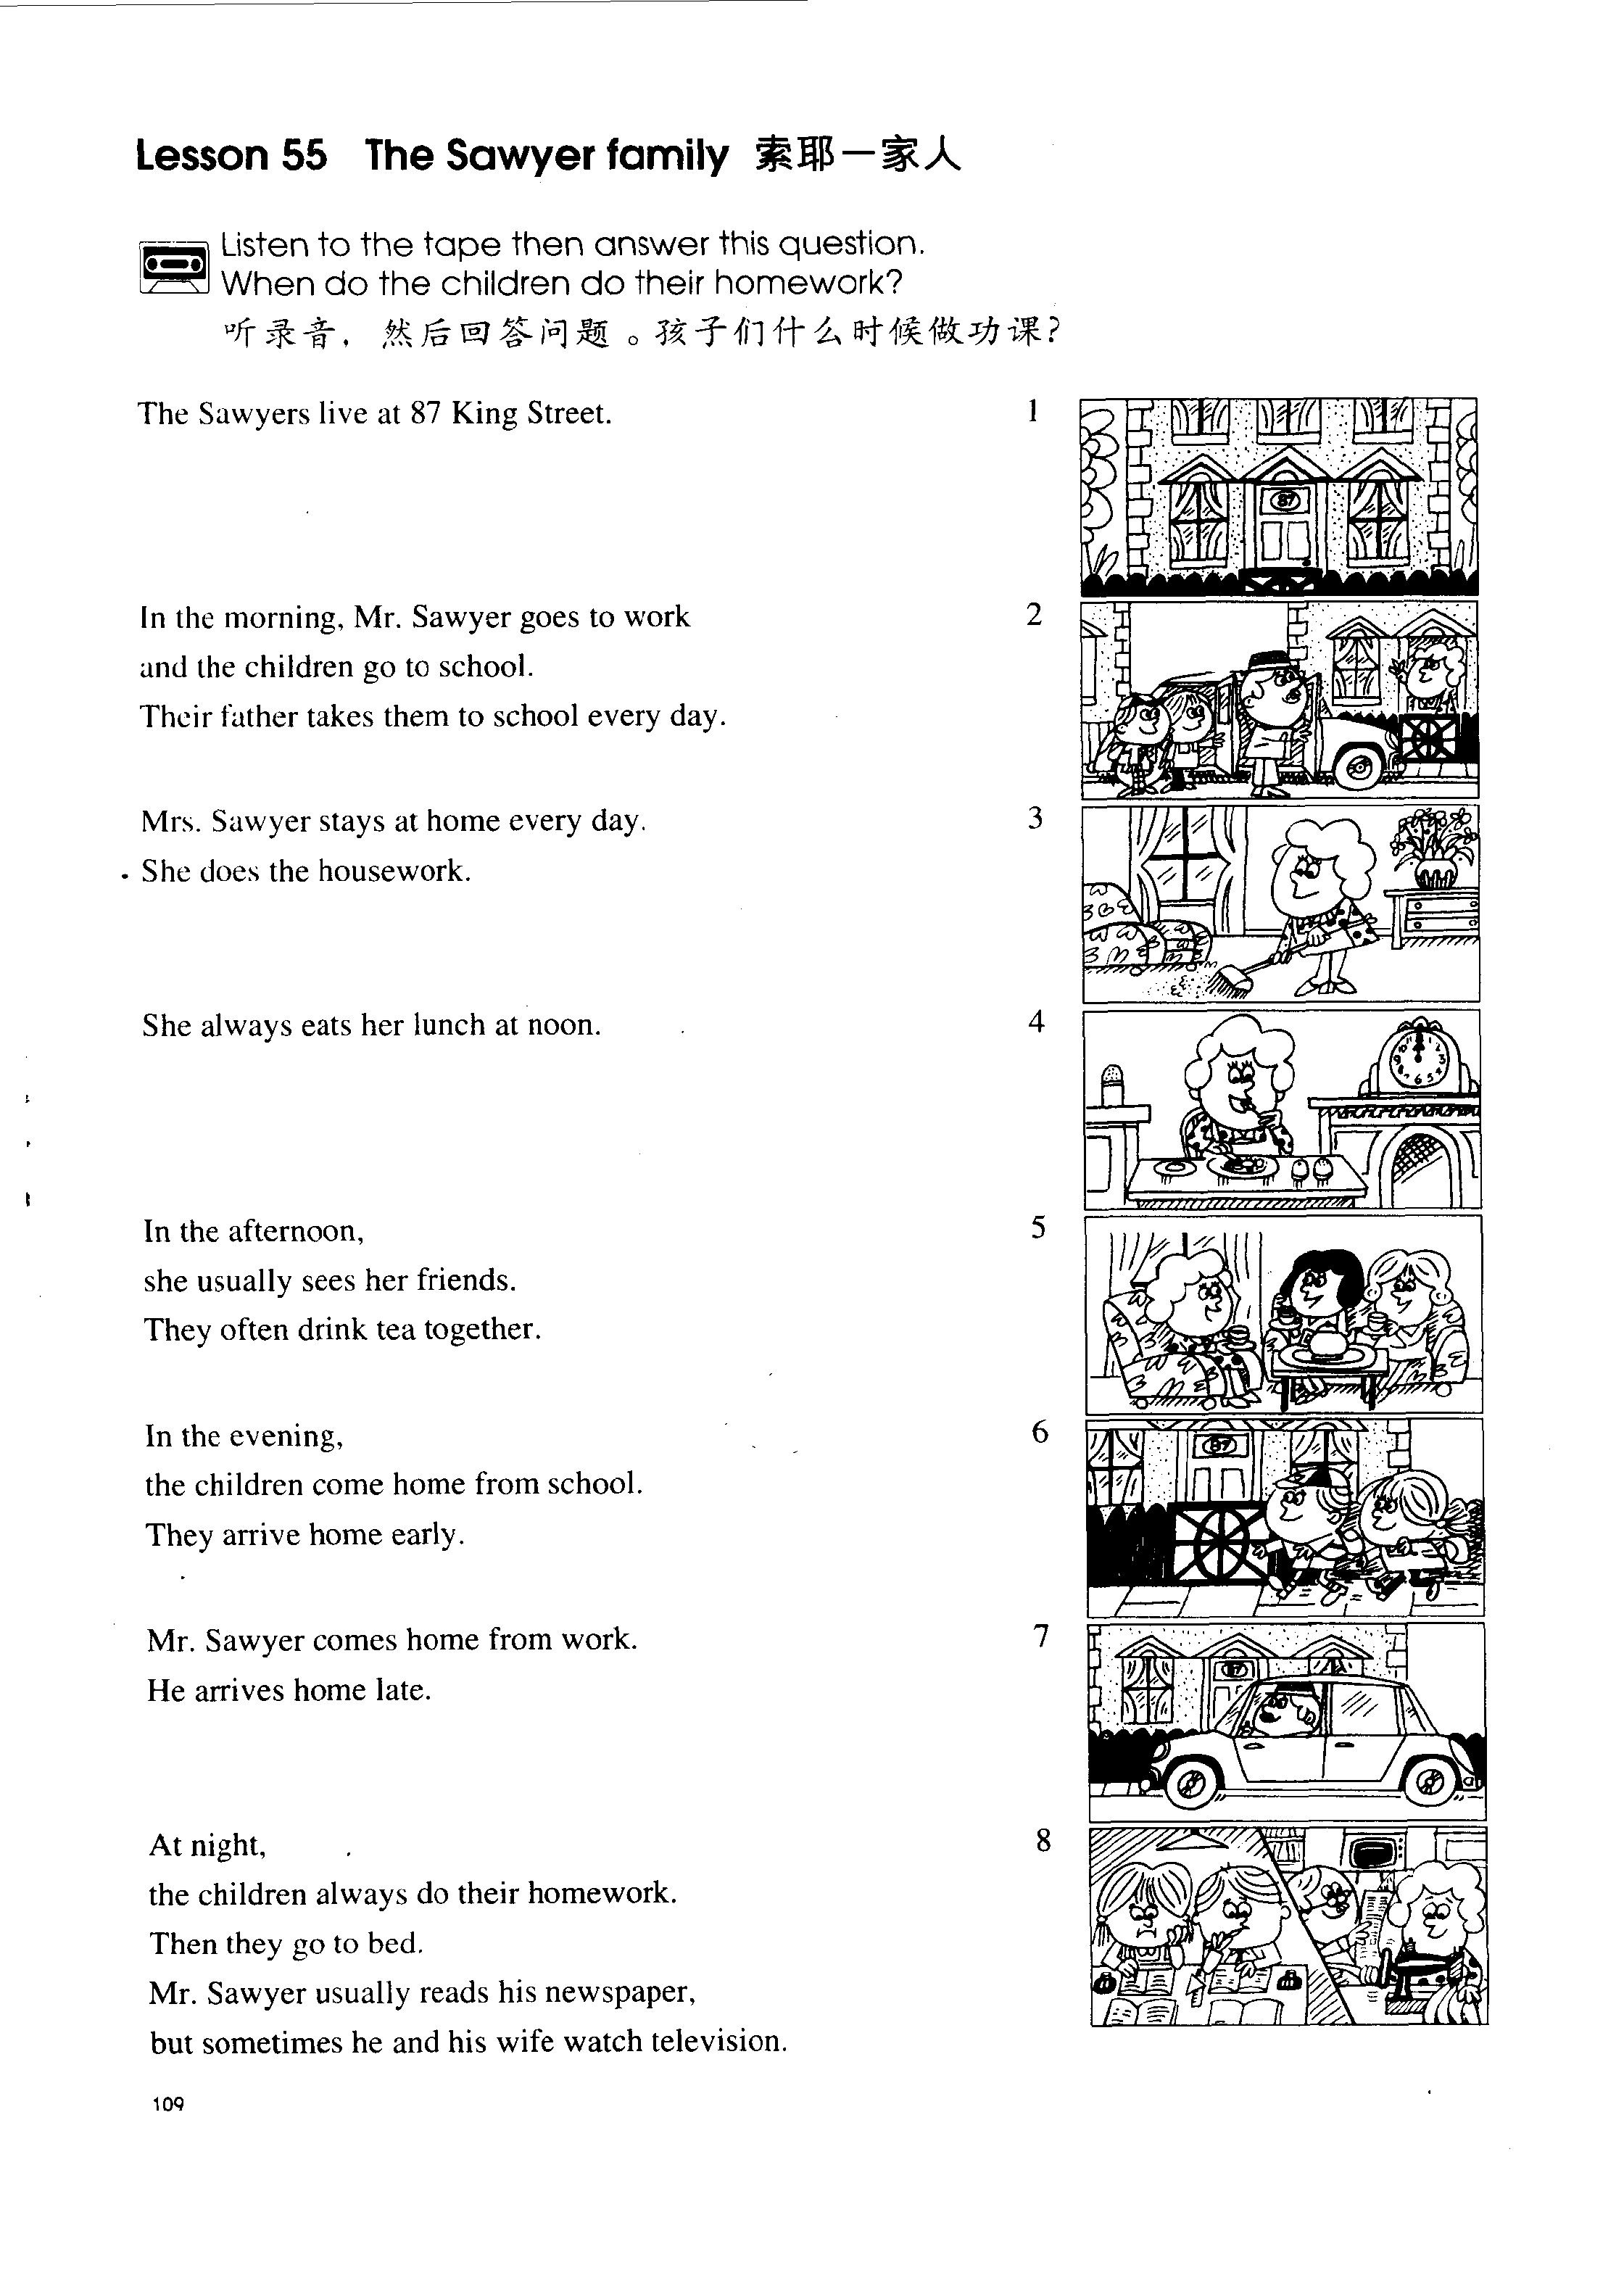 Lesson 55 The Sawyer family 索耶一家人
Listen to the tape then answer this question.
When do the children do their homework?
听录音，然后回答问题。孩子们什么时候做功课?
The Sawyers live at 87 King Street.
1
87
In the morning, Mr. Sawyer goes to work
and the children go to school.
Their father takes them to school every day.
2
Mrs. Sawyer stays at home every day.
She does the housework.
3
She always eats her lunch at noon.
4
In the afternoon,
she usually sees her friends.
They often drink tea together.
5
In the evening,
the children come home from school.
They arrive home early.
6
87
Mr. Sawyer comes home from work.
He arrives home late.
7
At night,
the children always do their homework.
Then they go to bed.
Mr. Sawyer usually reads his newspaper,
but sometimes he and his wife watch television.
8
109